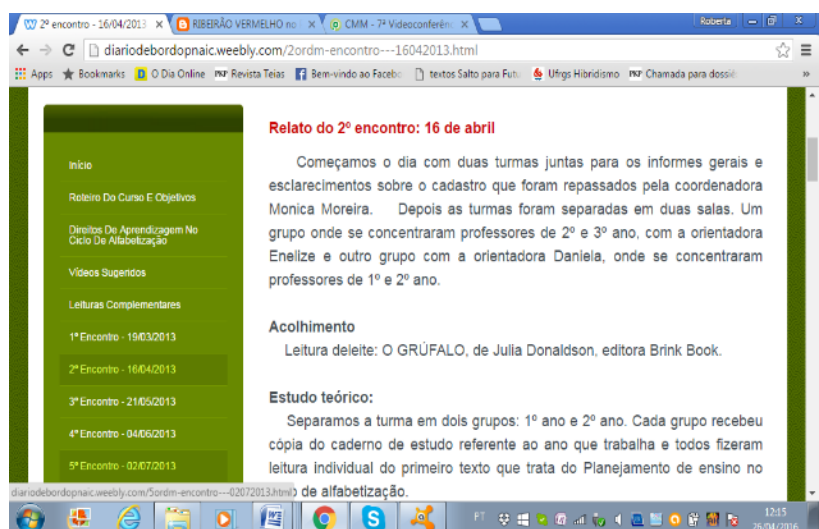 2º encontro - 16/04/2013
RIBEIRÃO VERMELHO no
CMM - 7ª Videoconferênc
Roberta
diariodebordopnaic.weebly.com/2ordm-encontro---16042013.html
Apps
Bookmarks
O Dia Online
Revista Teias
Bem-vindo ao Facebo
textos Salto para Futu
Ufrgs Hibridismo
Chamada para dossiê
Início
Roteiro Do Curso E Objetivos
Direitos De Aprendizagem No
Ciclo De Alfabetização
Vídeos Sugeridos
Leituras Complementares
1º Encontro - 19/03/2013
2º Encontro - 16/04/2013
3º Encontro - 21/05/2013
4º Encontro - 04/06/2013
5º Encontro - 02/07/2013
Relato do 2º encontro: 16 de abril
Começamos o dia com duas turmas juntas para os informes gerais e
esclarecimentos sobre o cadastro que foram repassados pela coordenadora
Monica Moreira. Depois as turmas foram separadas em duas salas. Um
grupo onde se concentraram professores de 2º e 3º ano, com a orientadora
Enelize e outro grupo com a orientadora Daniela, onde se concentraram
professores de 1º e 2º ano.
Acolhimento
Leitura deleite: O GRÚFALO, de Julia Donaldson, editora Brink Book.
Estudo teórico:
Separamos a turma em dois grupos: 1º ano e 2º ano. Cada grupo recebeu
cópia do caderno de estudo referente ao ano que trabalha e todos fizeram
leitura individual do primeiro texto que trata do Planejamento de ensino no
de alfabetização.
diariodebordopnaic.weebly.com/5ordm-encontro---02072013.html
PT
12:15
26/04/2016